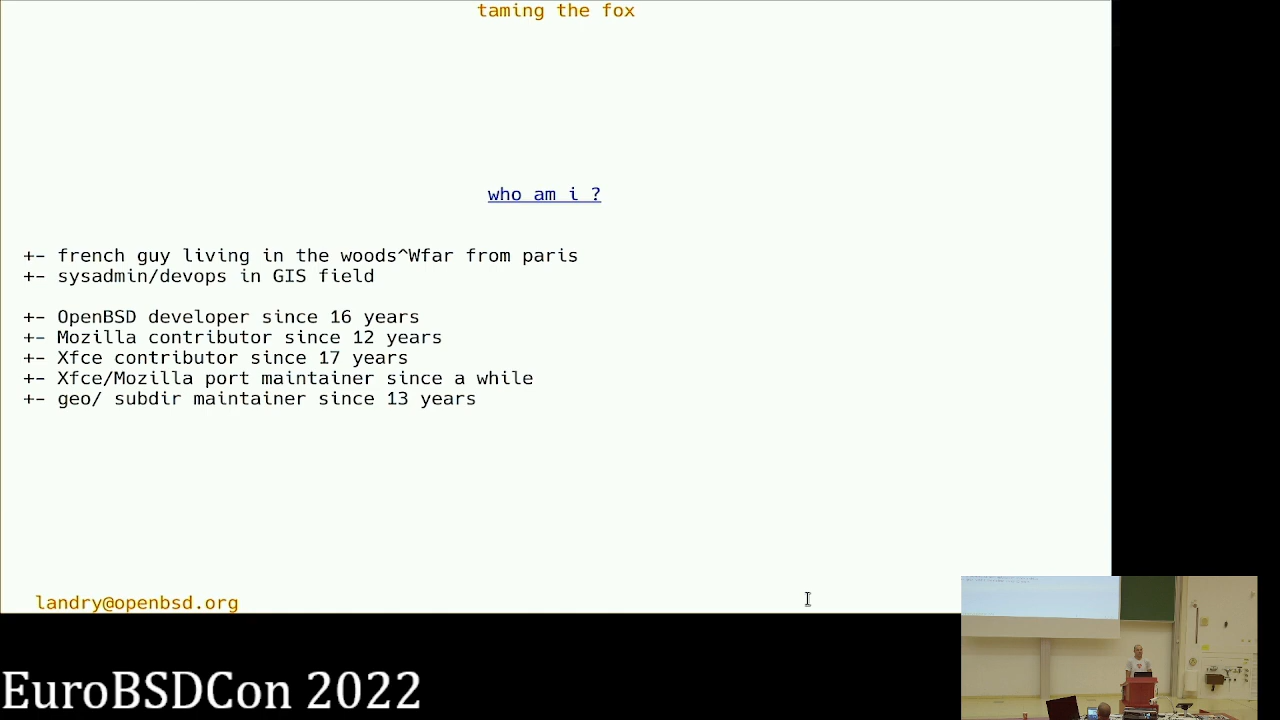 taming the fox
who am i ?
+- french guy living in the woods^Wfar from paris
+- sysadmin/devops in GIS field
+- OpenBSD developer since 16 years
+- Mozilla contributor since 12 years
+- Xfce contributor since 17 years
+- Xfce/Mozilla port maintainer since a while
+- geo/ subdir maintainer since 13 years
landry@openbsd.org
EuroBSDCon 2022